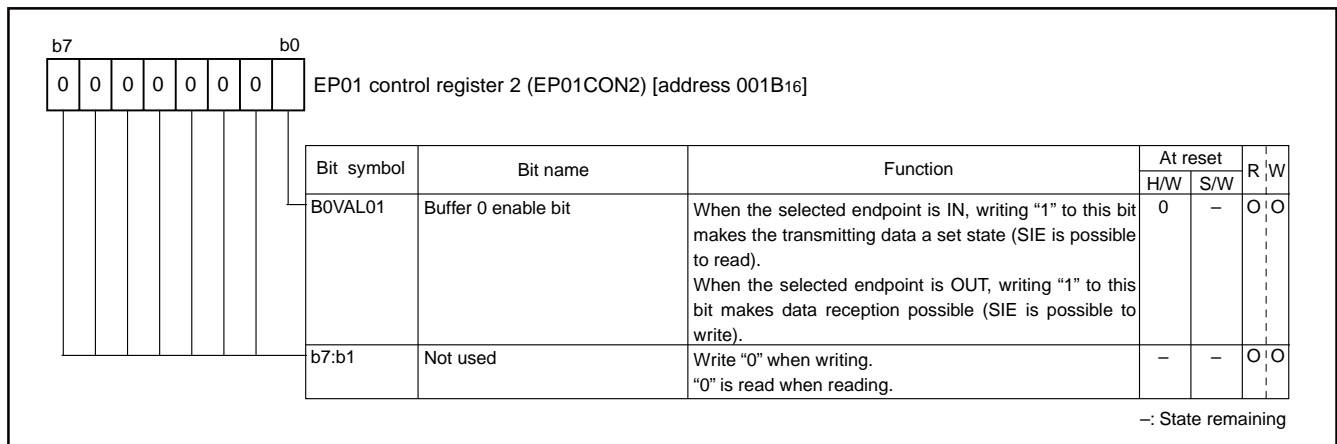 b7 b0
0 0 0 0 0 0 0
EP01 control register 2 (EP01CON2) [address 001B16]
Bit symbol Bit name Function At reset R W
H/W S/W
B0VAL01 Buffer 0 enable bit When the selected endpoint is IN, writing “1” to this bit 0 – O O
makes the transmitting data a set state (SIE is possible
to read).
When the selected endpoint is OUT, writing “1” to this
bit makes data reception possible (SIE is possible to
write).
b7:b1 Not used Write “0” when writing. – – O O
“0” is read when reading.
–: State remaining